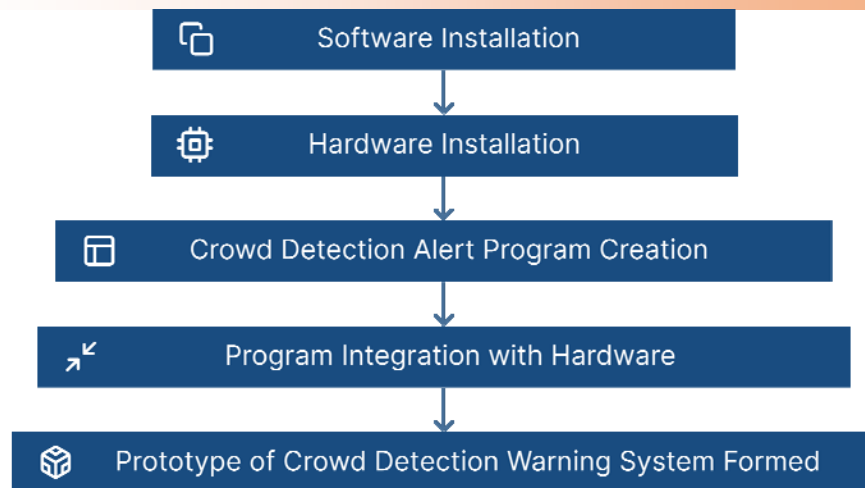 Software Installation
Hardware Installation
Crowd Detection Alert Program Creation
Program Integration with Hardware
Prototype of Crowd Detection Warning System Formed